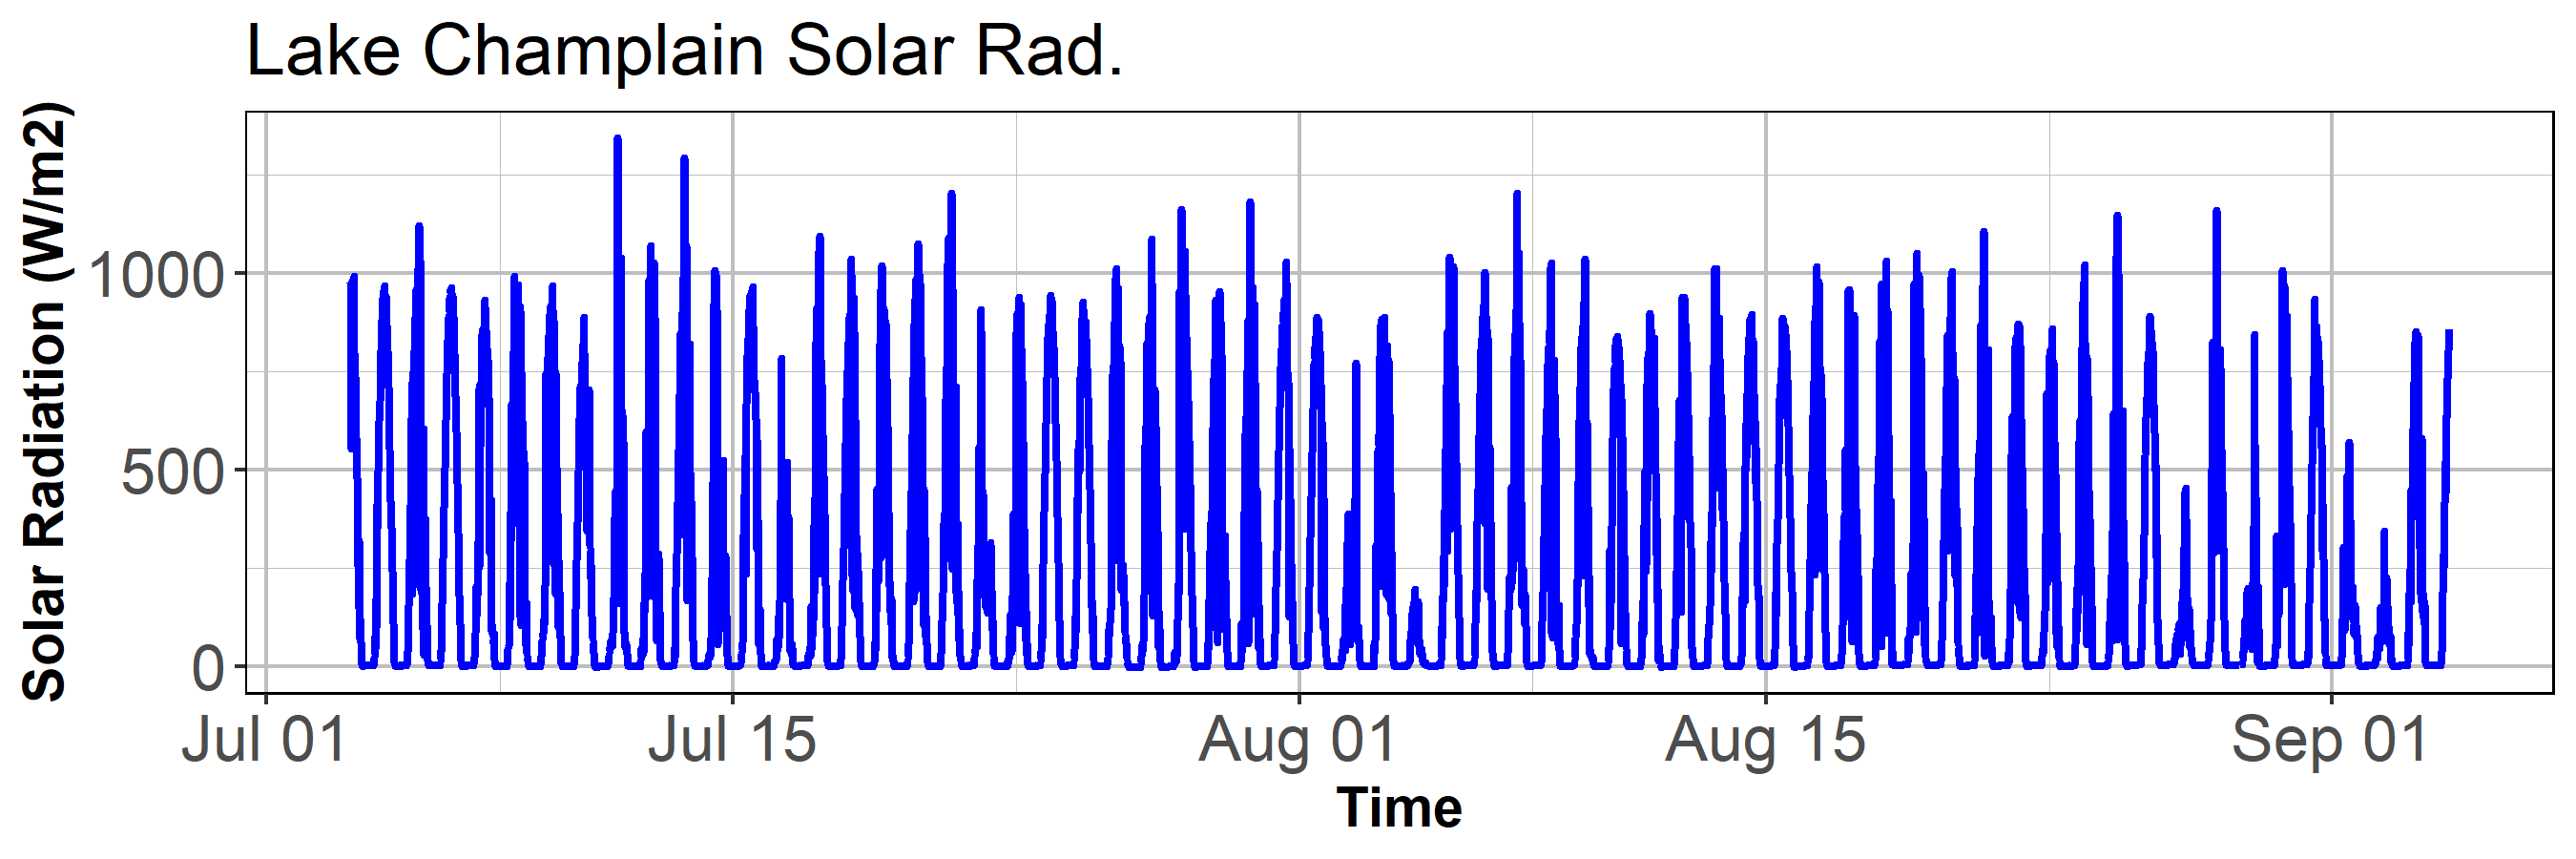 Lake Champlain Solar Rad.
Solar Radiation (W/m2)
1000
500
0
Jul 01
Jul 15
Aug 01
Aug 15
Sep 01
Time